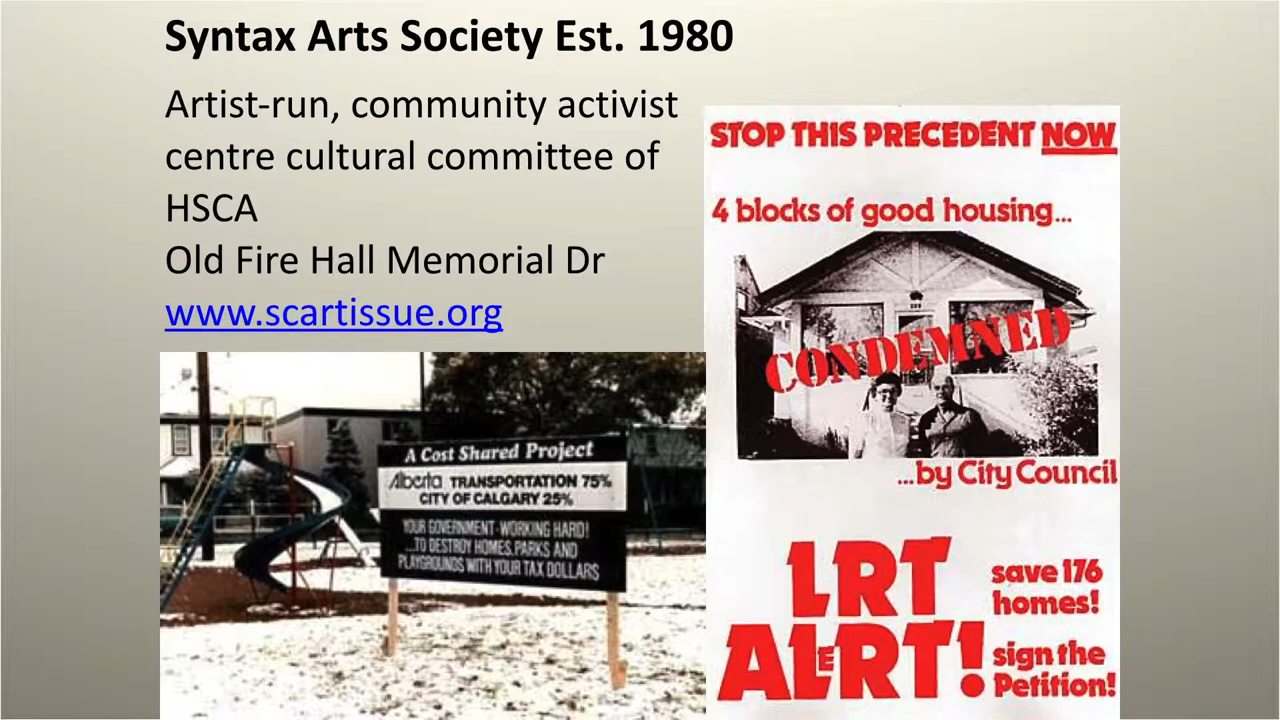 Syntax Arts Society Est. 1980
Artist-run, community activist
centre cultural committee of
HSCA
Old Fire Hall Memorial Dr
www.scartissue.org
A Cost Shared Project
Alberta TRANSPORTATION 75%
CITY OF CALGARY 25%
YOUR GOVERNMENT-WORKING HARD!
...TO DESTROY HOMES, PARKS AND
PLAYGROUNDS WITH YOUR TAX DOLLARS
STOP THIS PRECEDENT NOW
4 blocks of good housing...
CONDEMNED
...by City Council
LRT
ALERT!
save 176
homes!
sign the
Petition!